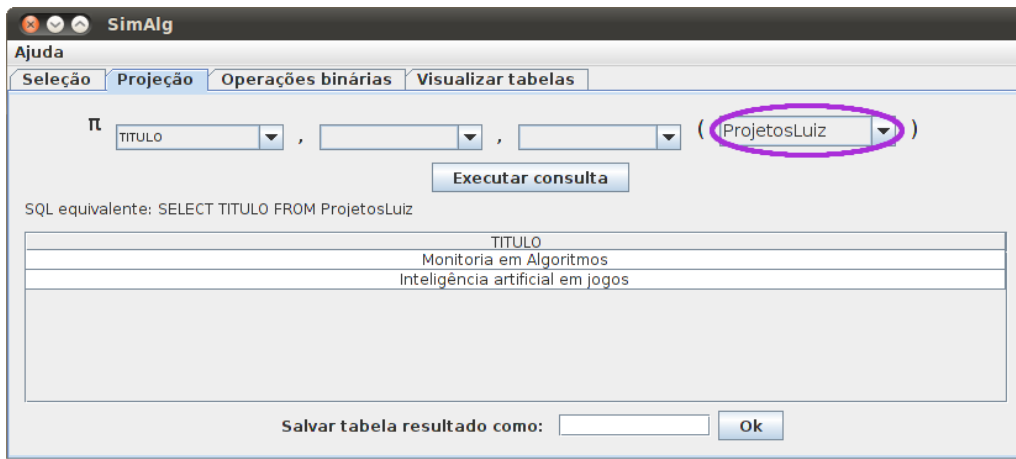 SimAlg
Ajuda
Seleção Projeção Operações binárias Visualizar tabelas
π TITULO , , ( ProjetosLuiz )
Executar consulta
SQL equivalente: SELECT TITULO FROM ProjetosLuiz
TITULO
Monitoria em Algoritmos
Inteligência artificial em jogos
Salvar tabela resultado como: Ok